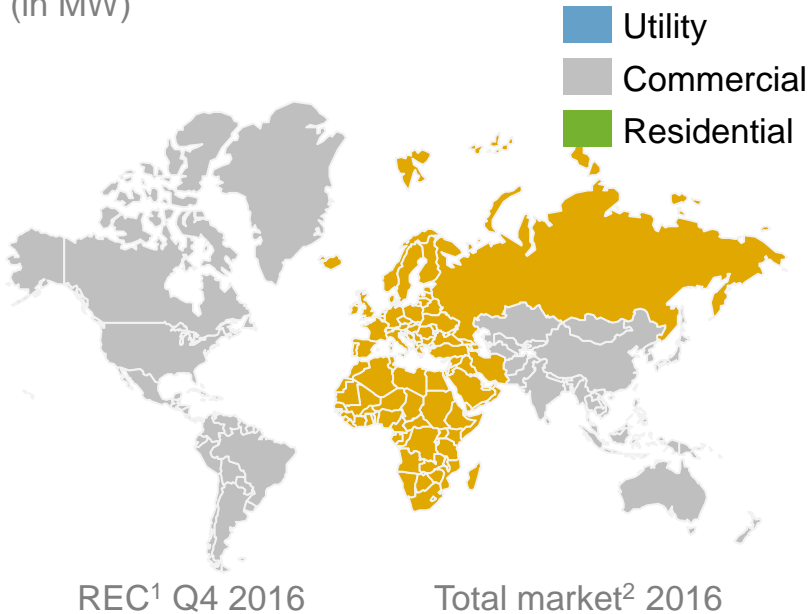 (in MW)
Utility
Commercial
Residential
REC¹ Q4 2016
Total market² 2016